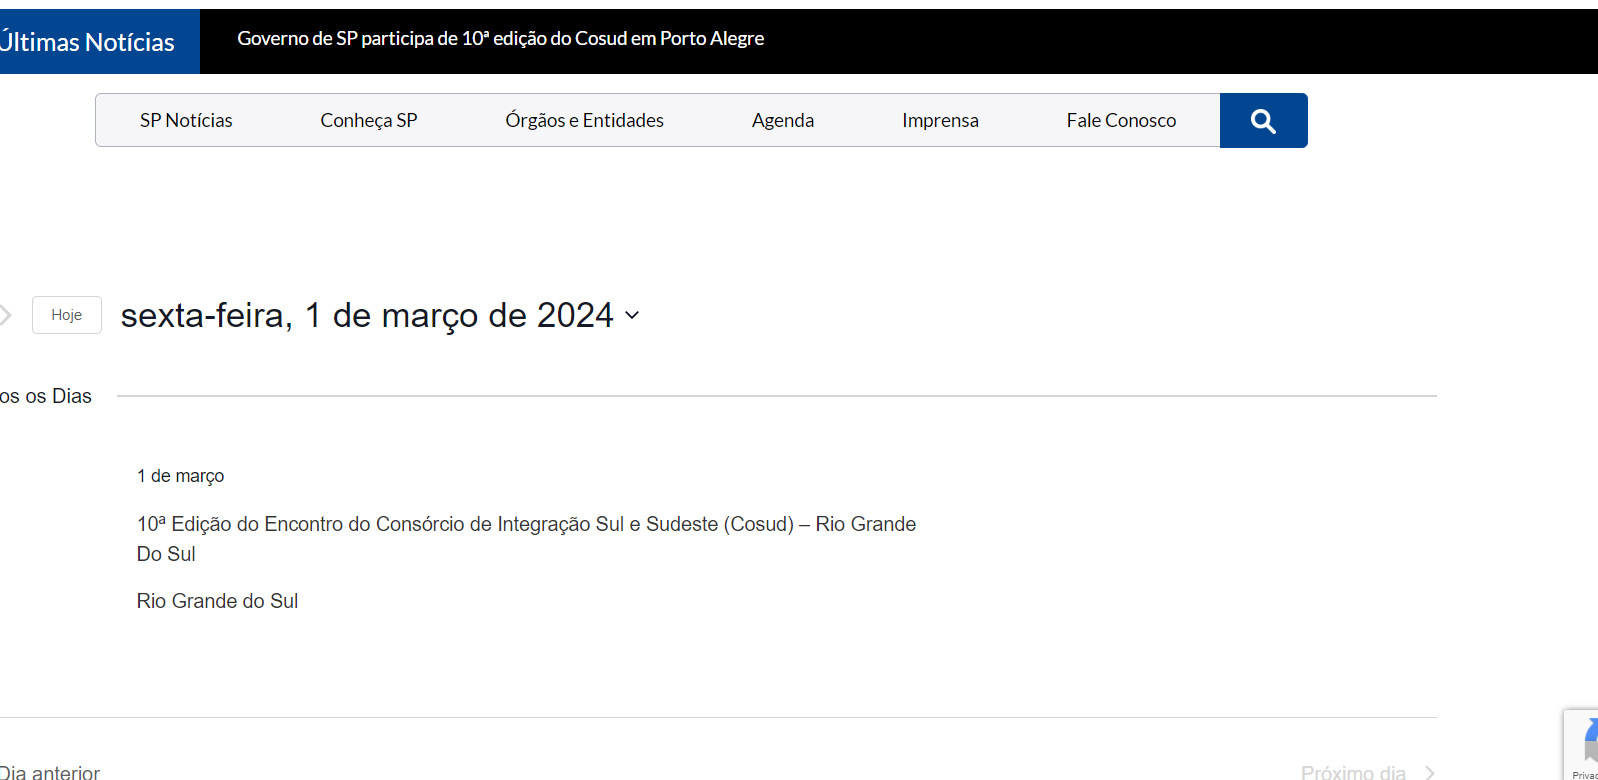 Últimas Notícias
Governo de SP participa de 10ª edição do Cosud em Porto Alegre
SP Notícias Conheça SP Órgãos e Entidades Agenda Imprensa Fale Conosco
Hoje
sexta-feira, 1 de março de 2024
os os Dias
1 de março
10ª Edição do Encontro do Consórcio de Integração Sul e Sudeste (Cosud) – Rio Grande
Do Sul
Rio Grande do Sul
Dia anterior
Próximo dia